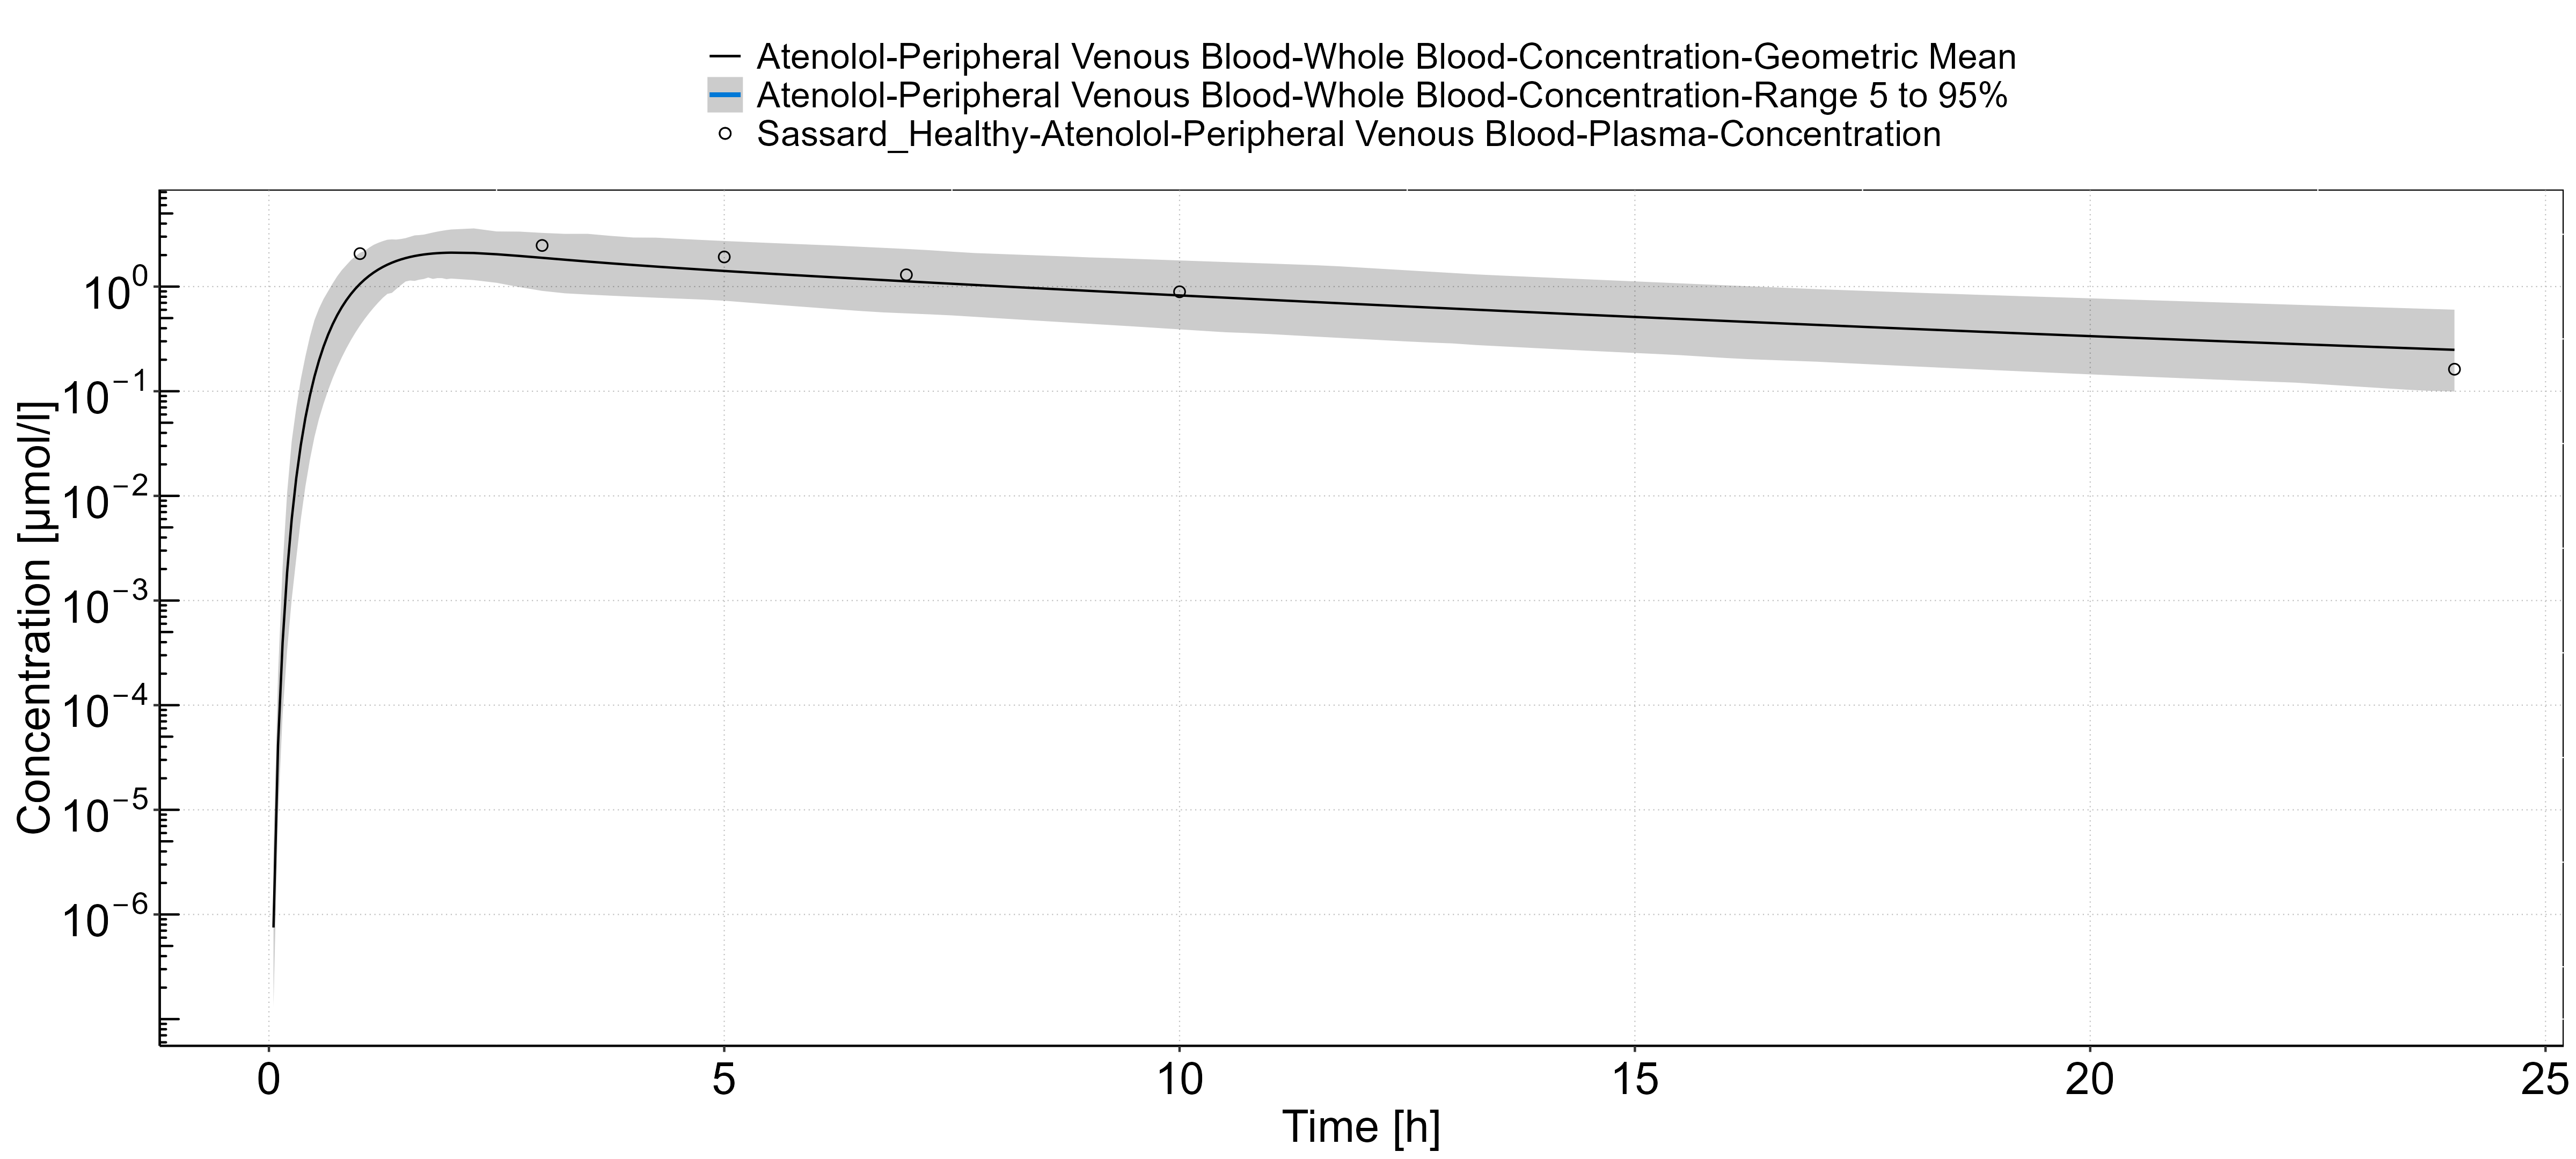 Atenolol-Peripheral Venous Blood-Whole Blood-Concentration-Geometric Mean
Atenolol-Peripheral Venous Blood-Whole Blood-Concentration-Range 5 to 95%
Sassard_Healthy-Atenolol-Peripheral Venous Blood-Plasma-Concentration
Concentration [µmol/l]
10⁰
10⁻¹
10⁻²
10⁻³
10⁻⁴
10⁻⁵
10⁻⁶
0 5 10 15 20 25
Time [h]